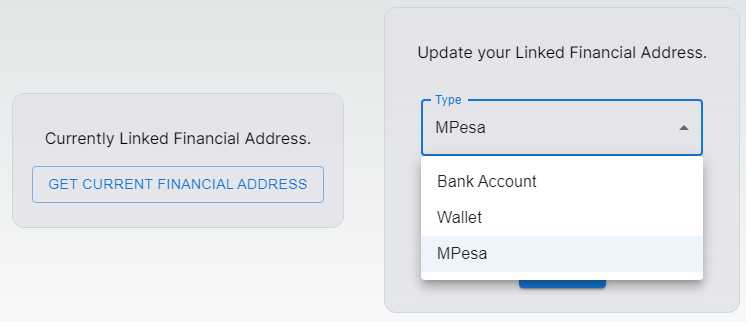 Currently Linked Financial Address.
GET CURRENT FINANCIAL ADDRESS
Update your Linked Financial Address.
Type
MPesa
Bank Account
Wallet
MPesa